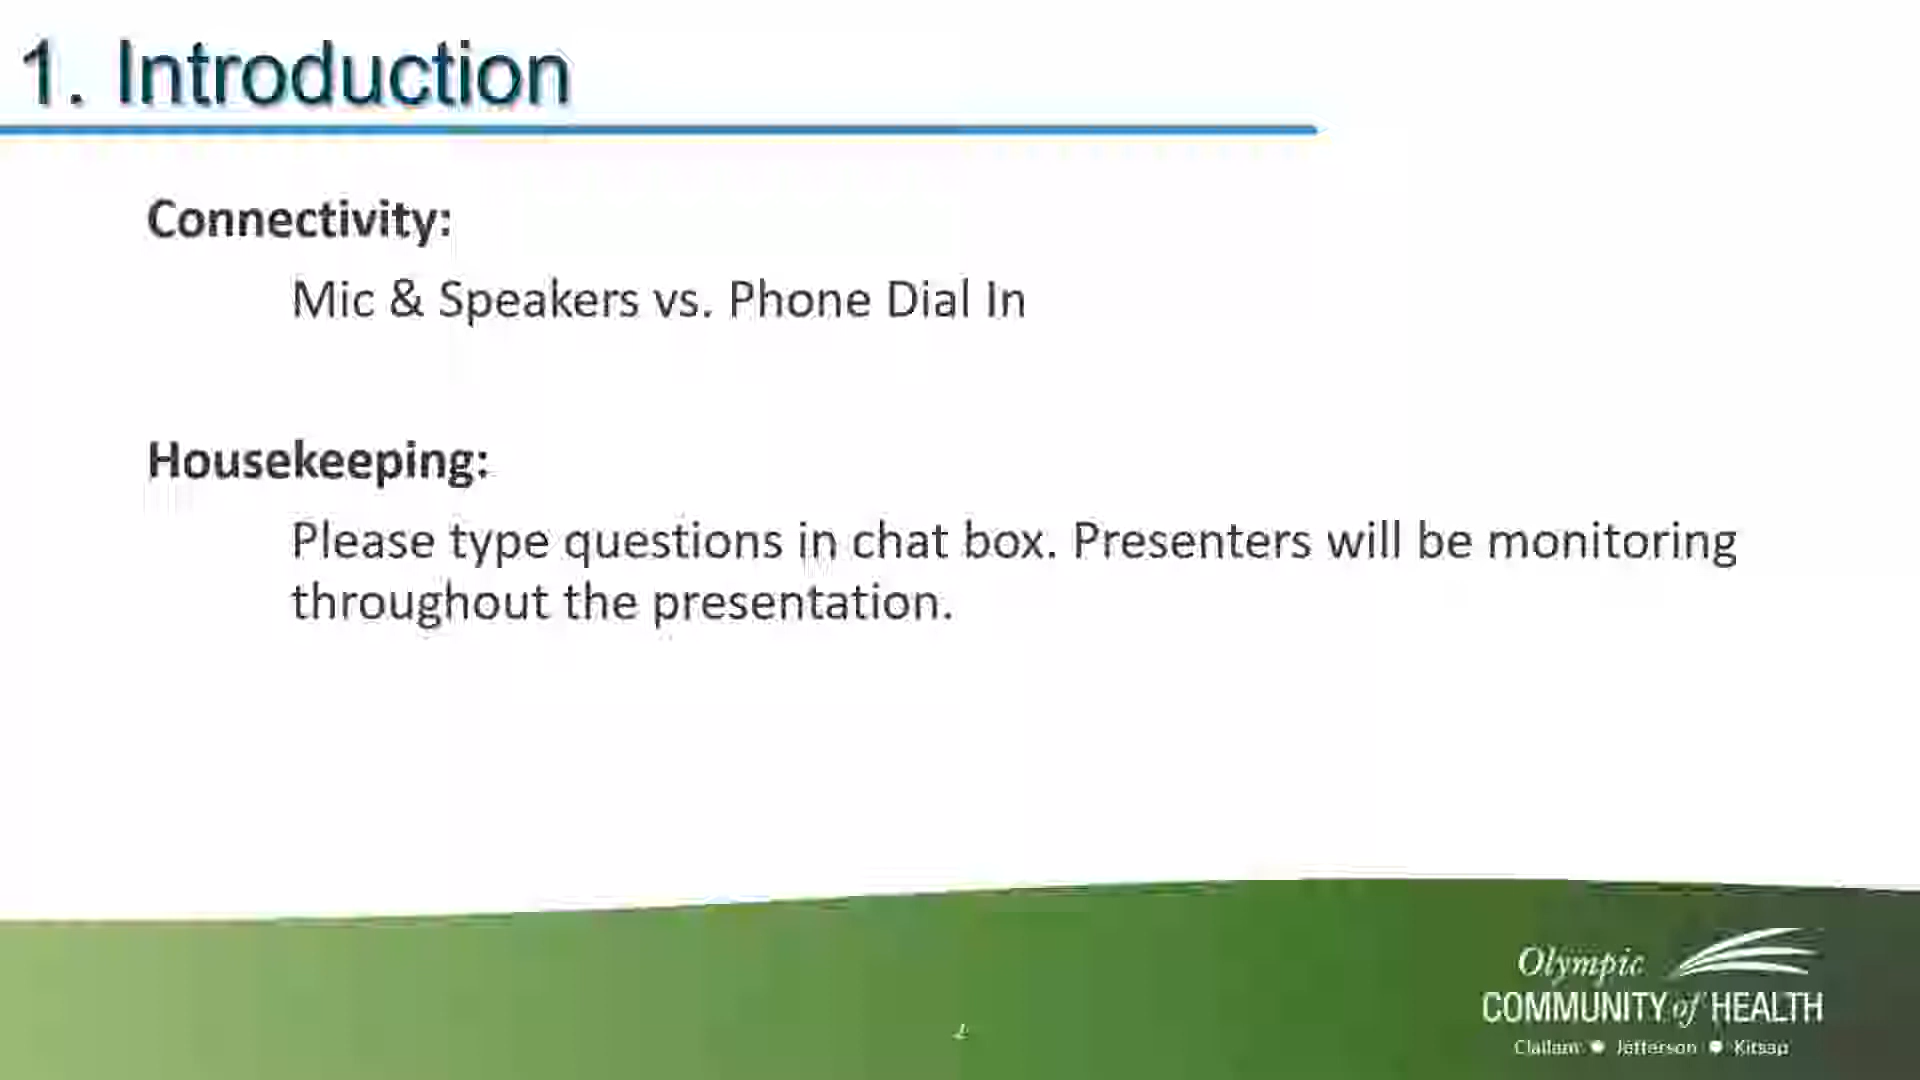 1. Introduction
Connectivity:
Mic & Speakers vs. Phone Dial In
Housekeeping:
Please type questions in chat box. Presenters will be monitoring
throughout the presentation.
Olympic
COMMUNITY of HEALTH
Clallam • Jefferson • Kitsap